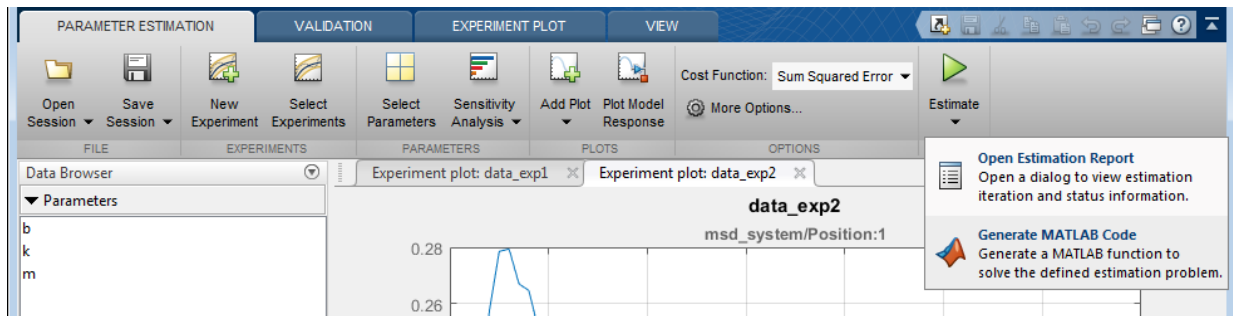 PARAMETER ESTIMATION VALIDATION EXPERIMENT PLOT VIEW
Open Session
Save Session
New Experiment
Select Experiments
Select Parameters
Sensitivity Analysis
Add Plot
Plot Model Response
Cost Function: Sum Squared Error
More Options...
Estimate
FILE EXPERIMENTS PARAMETERS PLOTS OPTIONS
Open Estimation Report
Open a dialog to view estimation
iteration and status information.
Generate MATLAB Code
Generate a MATLAB function to
solve the defined estimation problem.
Data Browser
Parameters
b
k
m
Experiment plot: data_exp1
Experiment plot: data_exp2
data_exp2
msd_system/Position:1
0.28
0.26